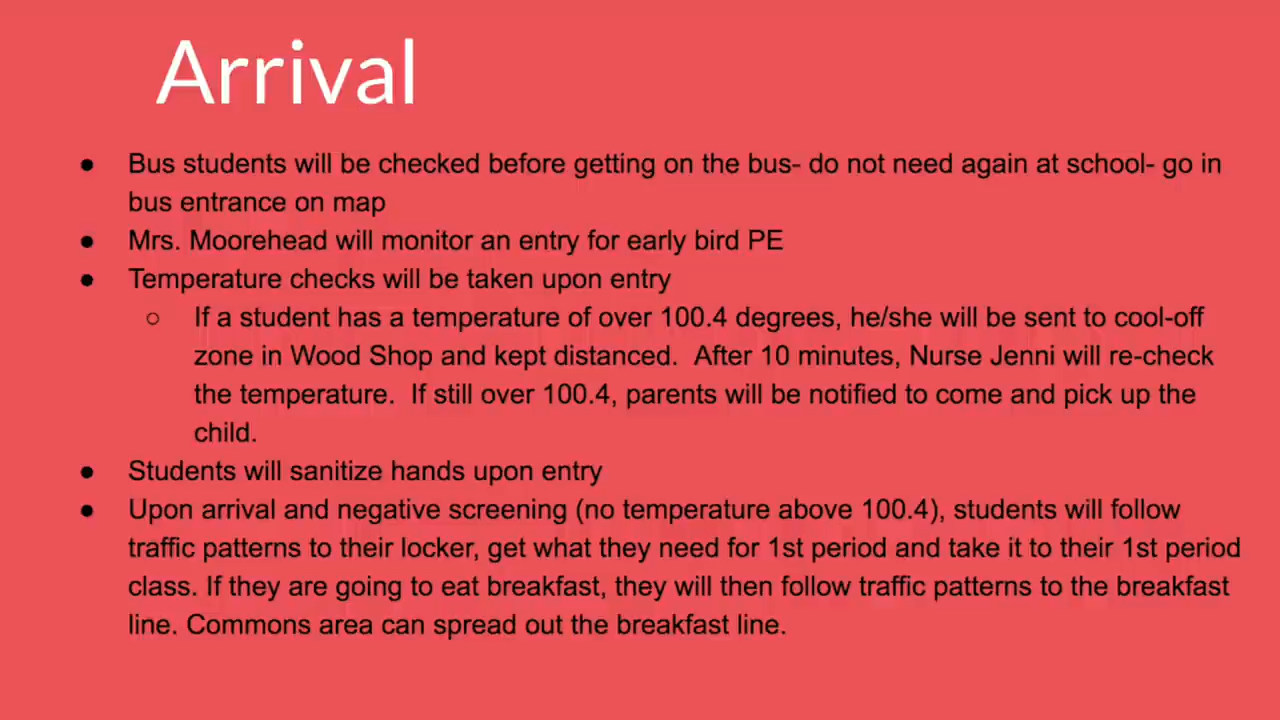 Arrival
● Bus students will be checked before getting on the bus- do not need again at school- go in
bus entrance on map
● Mrs. Moorehead will monitor an entry for early bird PE
● Temperature checks will be taken upon entry
○ If a student has a temperature of over 100.4 degrees, he/she will be sent to cool-off
zone in Wood Shop and kept distanced.  After 10 minutes, Nurse Jenni will re-check
the temperature.  If still over 100.4, parents will be notified to come and pick up the
child.
● Students will sanitize hands upon entry
● Upon arrival and negative screening (no temperature above 100.4), students will follow
traffic patterns to their locker, get what they need for 1st period and take it to their 1st period
class. If they are going to eat breakfast, they will then follow traffic patterns to the breakfast
line. Commons area can spread out the breakfast line.